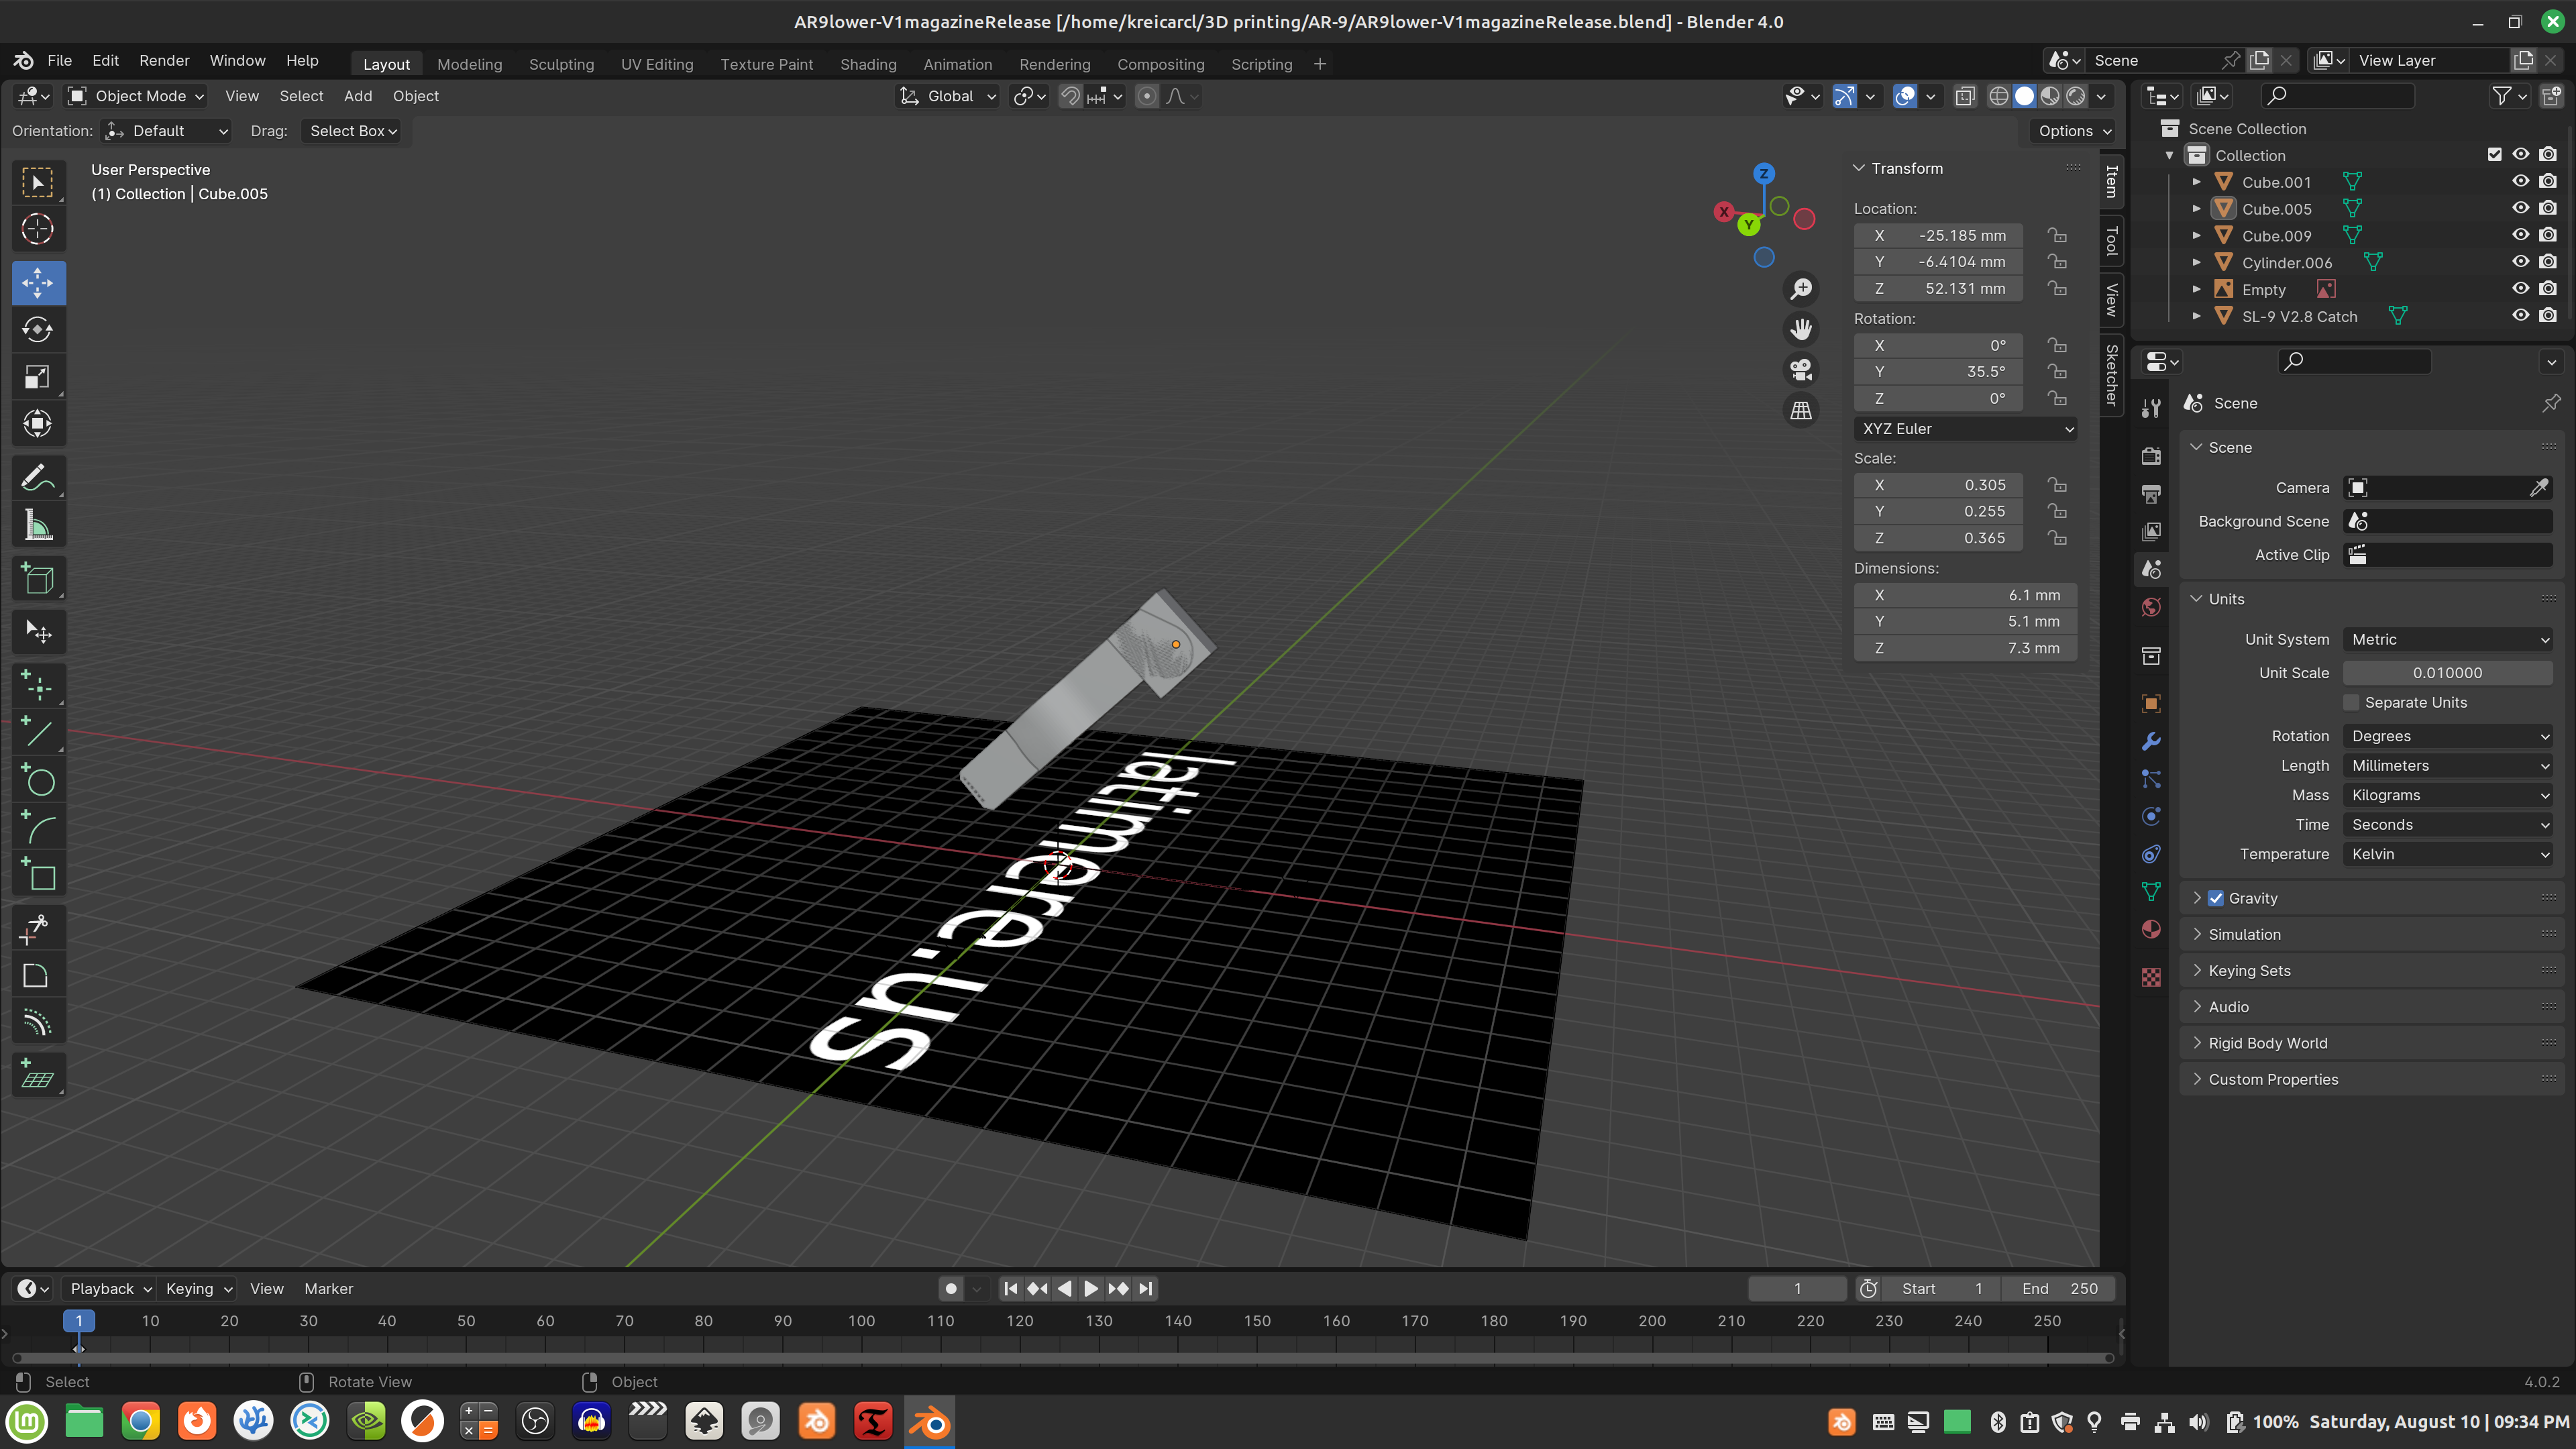 AR9lower-V1magazineRelease [/home/kreicarcl/3D printing/AR-9/AR9lower-V1magazineRelease.blend] - Blender 4.0
File Edit Render Window Help
Layout Modeling Sculpting UV Editing Texture Paint Shading Animation Rendering Compositing Scripting +
Scene
View Layer
Object Mode View Select Add Object
Global
Orientation: Default Drag: Select Box
Options
User Perspective
(1) Collection | Cube.005
Z
X
Y
Transform
Location:
X -25.185 mm
Y -6.4104 mm
Z 52.131 mm
Rotation:
X 0°
Y 35.5°
Z 0°
XYZ Euler
Scale:
X 0.305
Y 0.255
Z 0.365
Dimensions:
X 6.1 mm
Y 5.1 mm
Z 7.3 mm
Item
Tool
View
Sketcher
latimere.us
Scene Collection
Collection
Cube.001
Cube.005
Cube.009
Cylinder.006
Empty
SL-9 V2.8 Catch
Scene
Scene
Camera
Background Scene
Active Clip
Units
Unit System Metric
Unit Scale 0.010000
Separate Units
Rotation Degrees
Length Millimeters
Mass Kilograms
Time Seconds
Temperature Kelvin
Gravity
Simulation
Keying Sets
Audio
Rigid Body World
Custom Properties
Playback Keying View Marker
1
Start 1
End 250
1 10 20 30 40 50 60 70 80 90 100 110 120 130 140 150 160 170 180 190 200 210 220 230 240 250
Select Rotate View Object
4.0.2
100% Saturday, August 10 | 09:34 PM